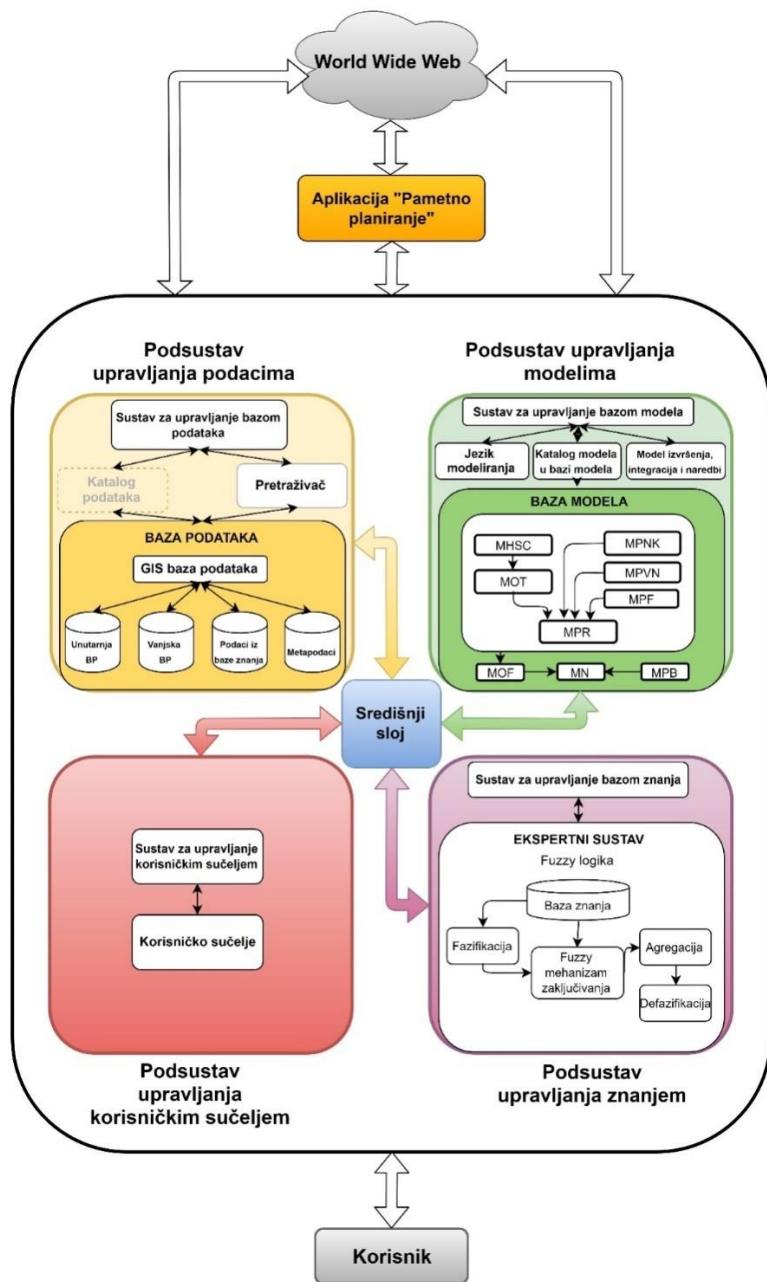 World Wide Web
Aplikacija "Pametno
planiranje"
Podsustav
upravljanja podacima
Sustav za upravljanje bazom
podataka
Katalog
podataka
Pretraživač
BAZA PODATAKA
GIS baza podataka
Unutarnja
BP
Vanjska
BP
Podaci iz
baze znanja
Metapodaci
Podsustav upravljanja
modelima
Sustav za upravljanje bazom modela
Jezik
modeliranja
Katalog modela
u bazi modela
Model izvršenja,
integracija i naredbi
BAZA MODELA
MHSC
MOT
MPNK
MPVN
MPF
MPR
MOF
MN
MPB
Središnji
sloj
Sustav za upravljanje
korisničkim sučeljem
Korisničko sučelje
Podsustav
upravljanja
korisničkim sučeljem
Sustav za upravljanje bazom znanja
EKSPERTNI SUSTAV
Fuzzy logika
Baza znanja
Fazifikacija
Fuzzy
mehanizam
zaključivanja
Agregacija
Defazifikacija
Podsustav
upravljanja znanjem
Korisnik